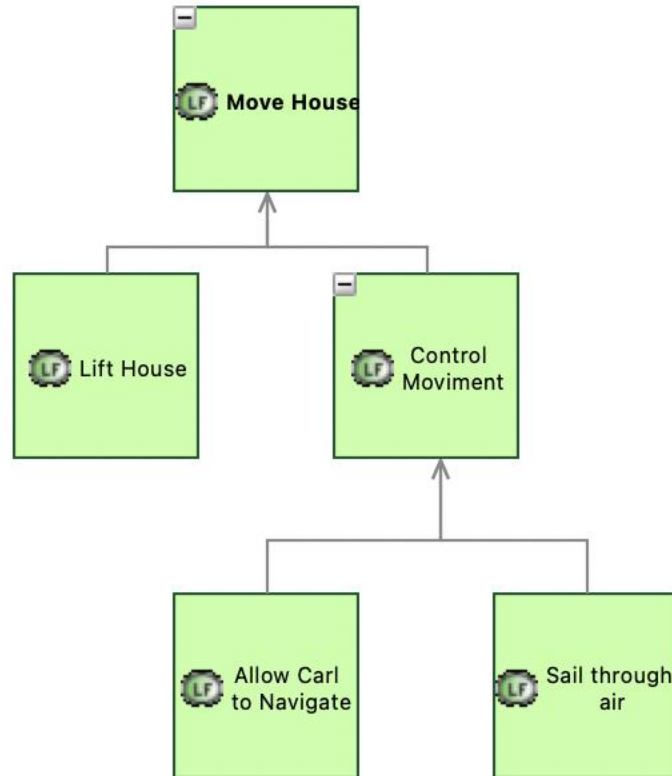 LF Move House
LF Lift House
LF Control
Moviment
LF Allow Carl
to Navigate
LF Sail through
air